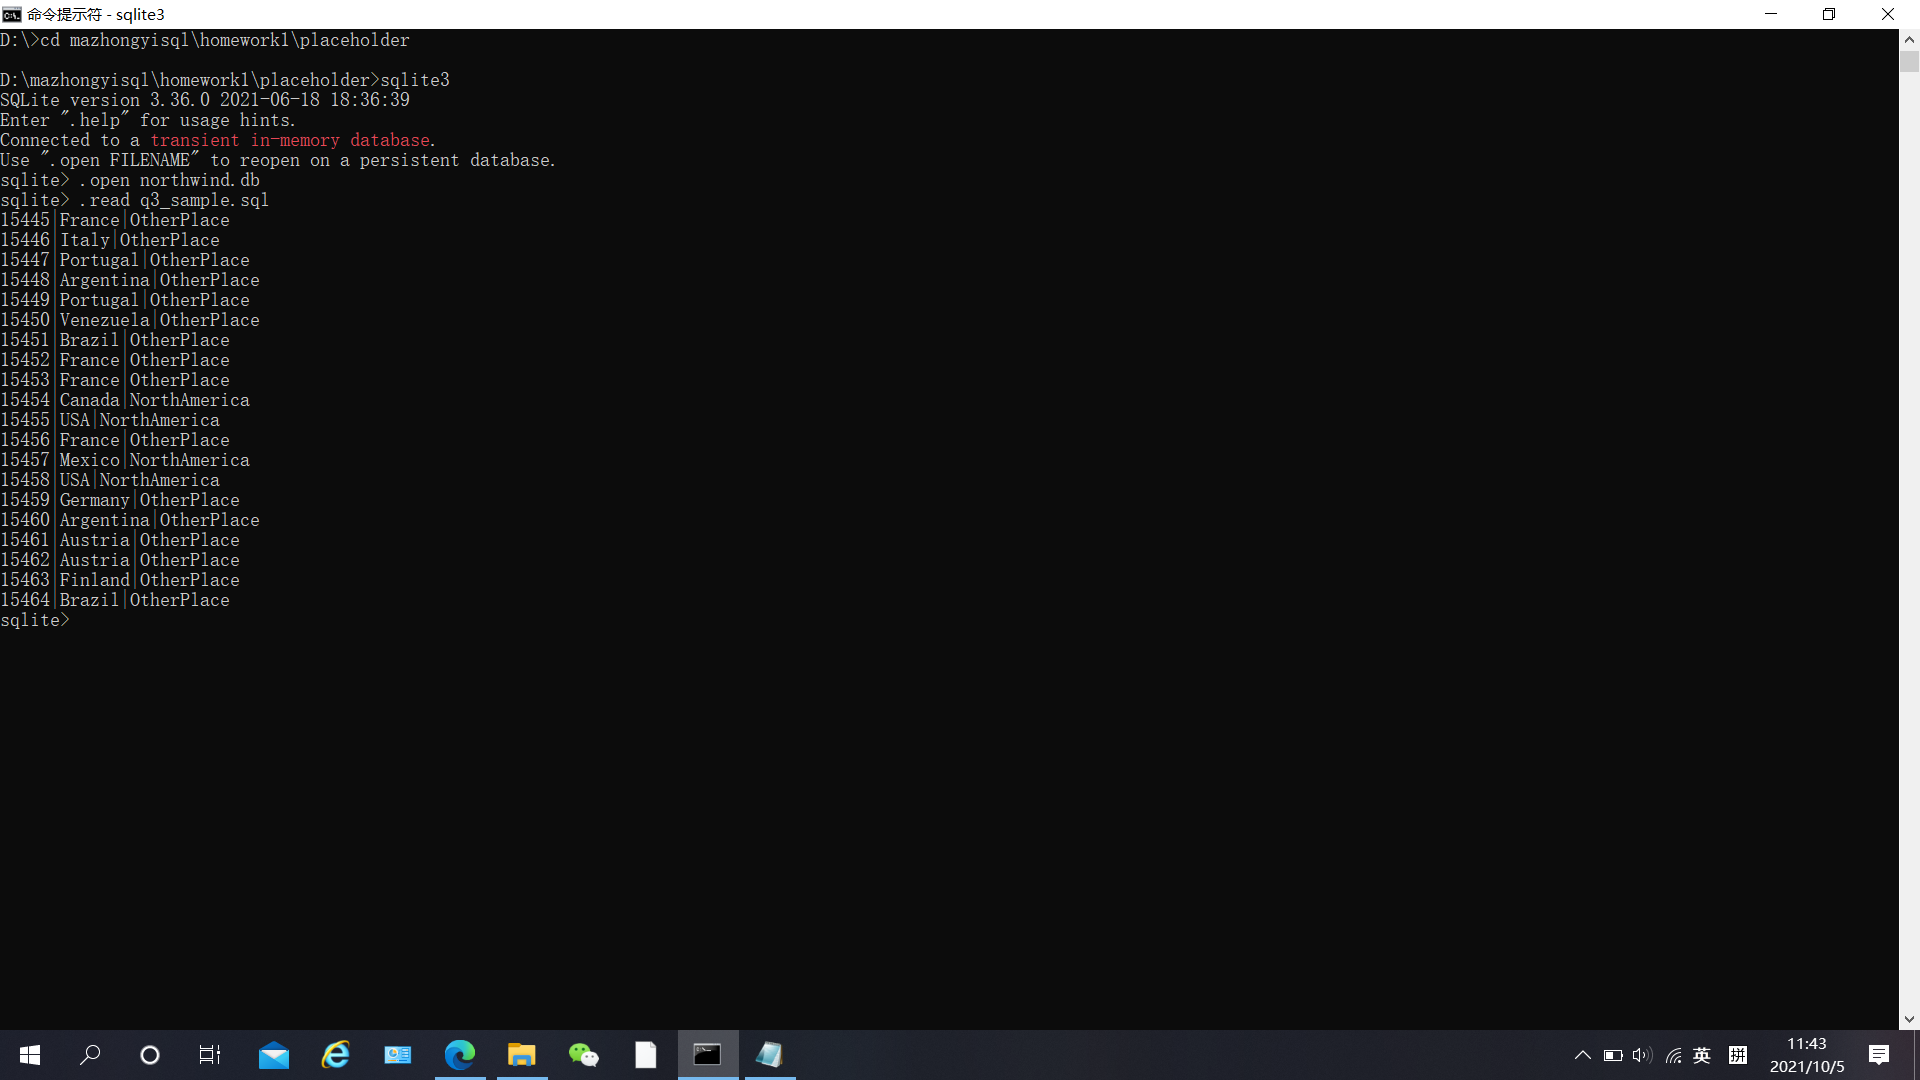 命令提示符 - sqlite3
D:\>cd mazhongyisql\homework1\placeholder
D:\mazhongyisql\homework1\placeholder>sqlite3
SQLite version 3.36.0 2021-06-18 18:36:39
Enter ".help" for usage hints.
Connected to a transient in-memory database.
Use ".open FILENAME" to reopen on a persistent database.
sqlite> .open northwind.db
sqlite> .read q3_sample.sql
15445|France|OtherPlace
15446|Italy|OtherPlace
15447|Portugal|OtherPlace
15448|Argentina|OtherPlace
15449|Portugal|OtherPlace
15450|Venezuela|OtherPlace
15451|Brazil|OtherPlace
15452|France|OtherPlace
15453|France|OtherPlace
15454|Canada|NorthAmerica
15455|USA|NorthAmerica
15456|France|OtherPlace
15457|Mexico|NorthAmerica
15458|USA|NorthAmerica
15459|Germany|OtherPlace
15460|Argentina|OtherPlace
15461|Austria|OtherPlace
15462|Austria|OtherPlace
15463|Finland|OtherPlace
15464|Brazil|OtherPlace
sqlite>
英 拼 11:43
2021/10/5